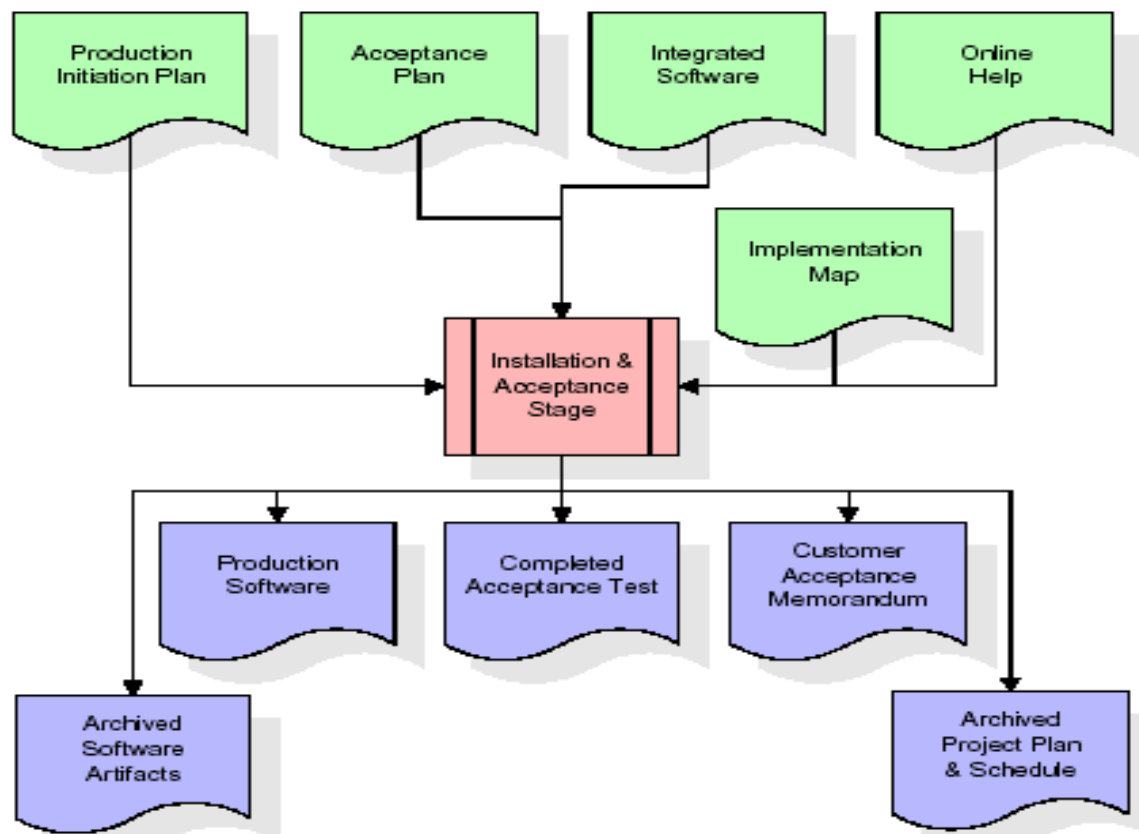 Production
Initiation Plan
Acceptance
Plan
Integrated
Software
Online
Help
Implementation
Map
Installation &
Acceptance
Stage
Production
Software
Completed
Acceptance Test
Customer
Acceptance
Memorandum
Archived
Software
Artifacts
Archived
Project Plan
& Schedule